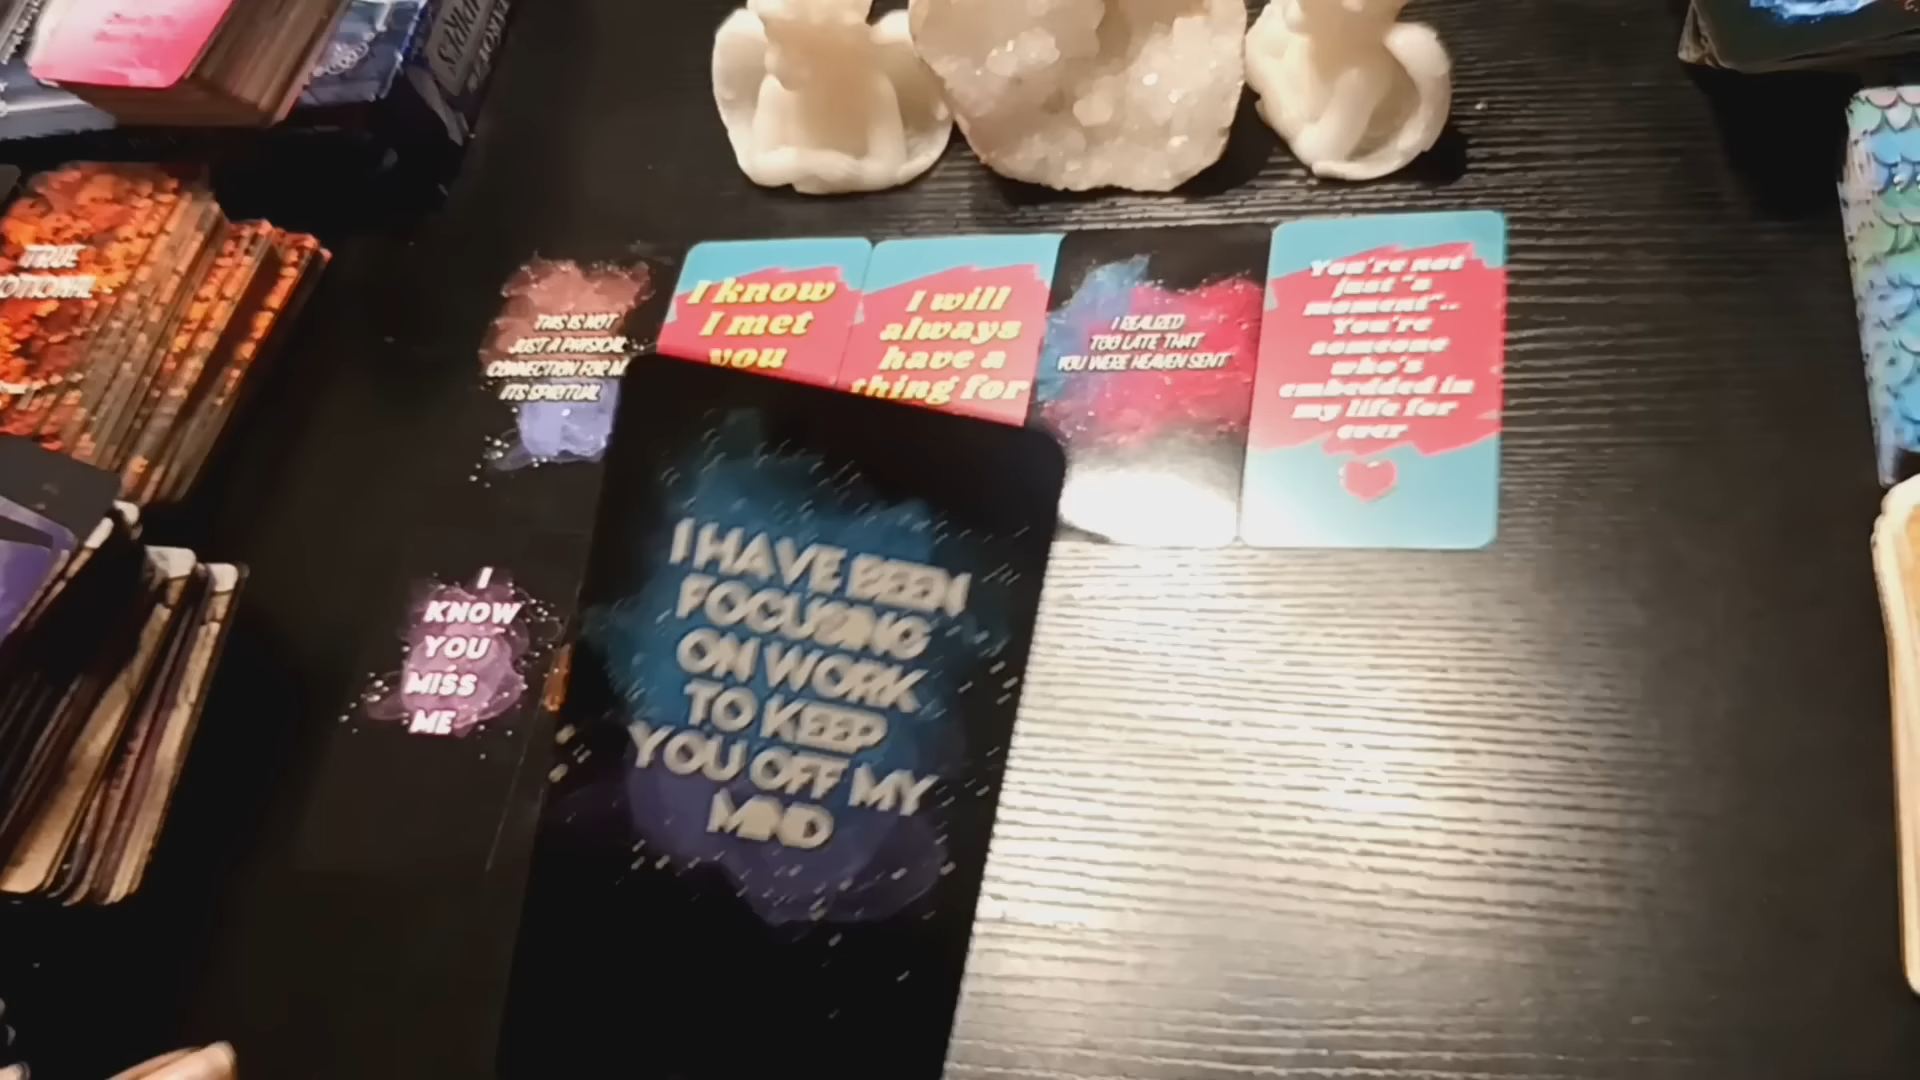 TRUE
THIS IS NOT
JUST A PHYSICAL
CONNECTION FOR M
ITS SPIRITUAL
I know
I met
you
I will
always
have a
thing for
I REALIZED
TOO LATE THAT
YOU WERE HEAVEN SENT
You're not
just "a
moment"..
You're
someone
who's
embedded in
my life for
ever
I
KNOW
YOU
MISS
ME
I HAVE BEEN
FOCUSING
ON WORK
TO KEEP
YOU OFF MY
MIND